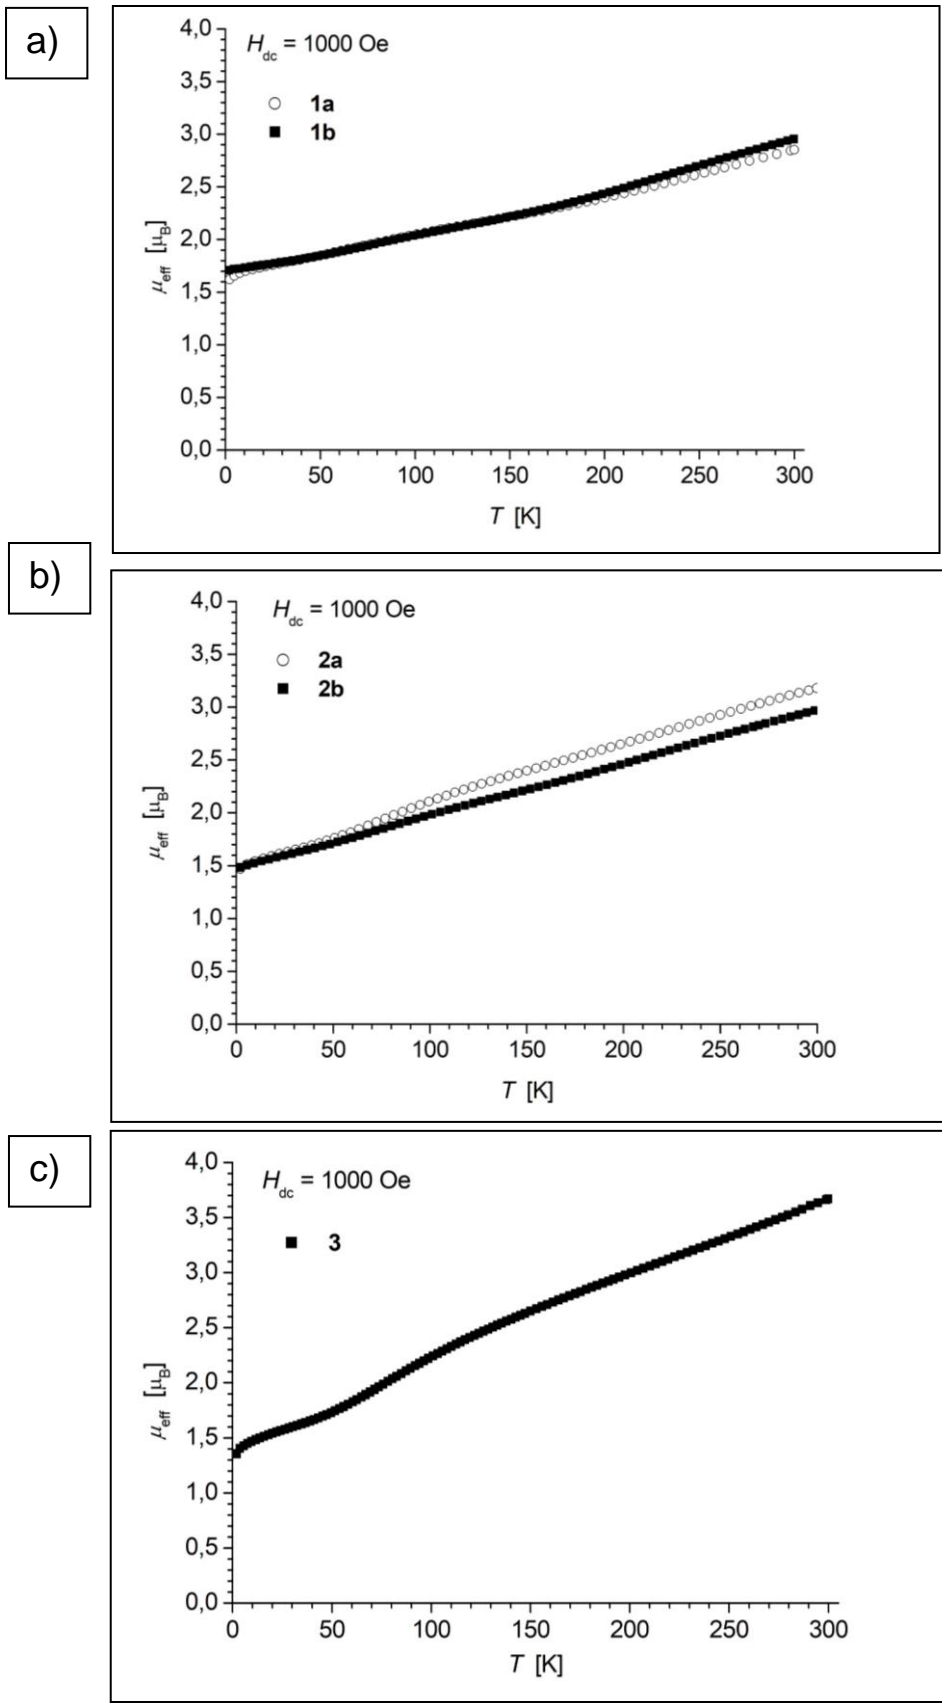 a)
4,0
H_dc = 1000 Oe
3,5
1a
3,0
1b
2,5
2,0
μ_eff [μ_B]
1,5
1,0
0,5
0,0
0 50 100 150 200 250 300
T [K]
b)
4,0
H_dc = 1000 Oe
3,5
2a
2b
3,0
2,5
2,0
μ_eff [μ_B]
1,5
1,0
0,5
0,0
0 50 100 150 200 250 300
T [K]
c)
4,0
H_dc = 1000 Oe
3,5
3
3,0
2,5
2,0
μ_eff [μ_B]
1,5
1,0
0,5
0,0
0 50 100 150 200 250 300
T [K]